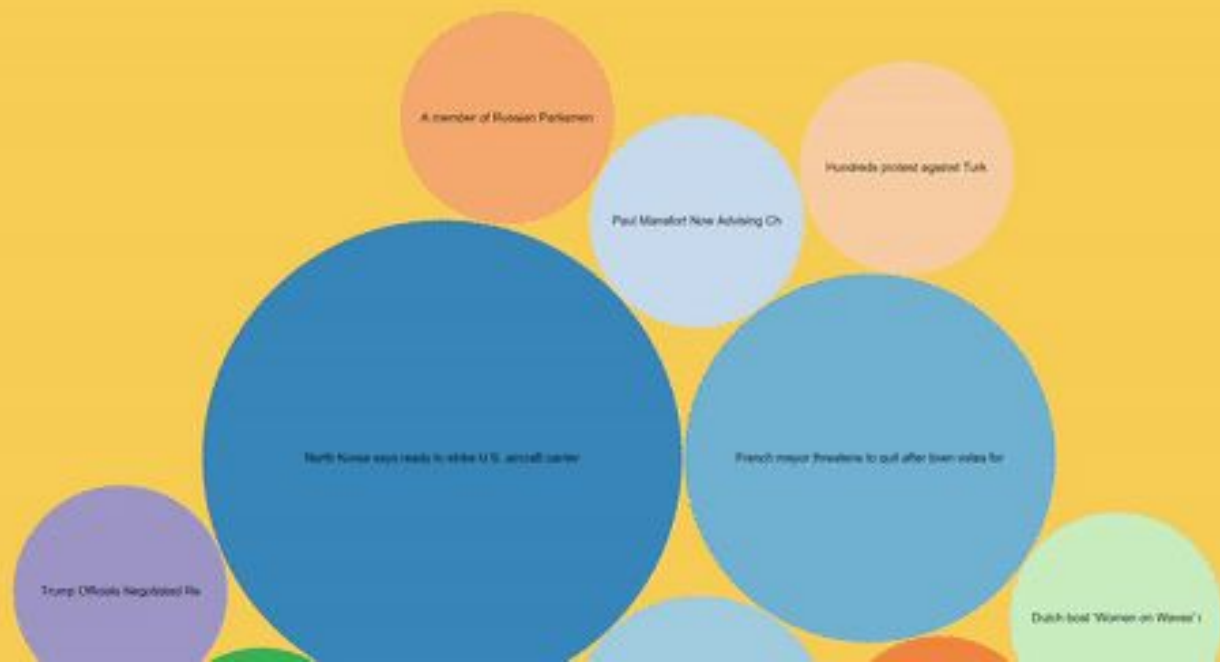 A member of Russian Parliamen
Hundreds protest against Turk
Paul Manafort Now Advising Ch
North Korea says ready to strike U.S. aircraft carrier
French mayor threatens to quit after town votes for
Trump Officials Negotiated Re
Dutch boat 'Women on Waves'